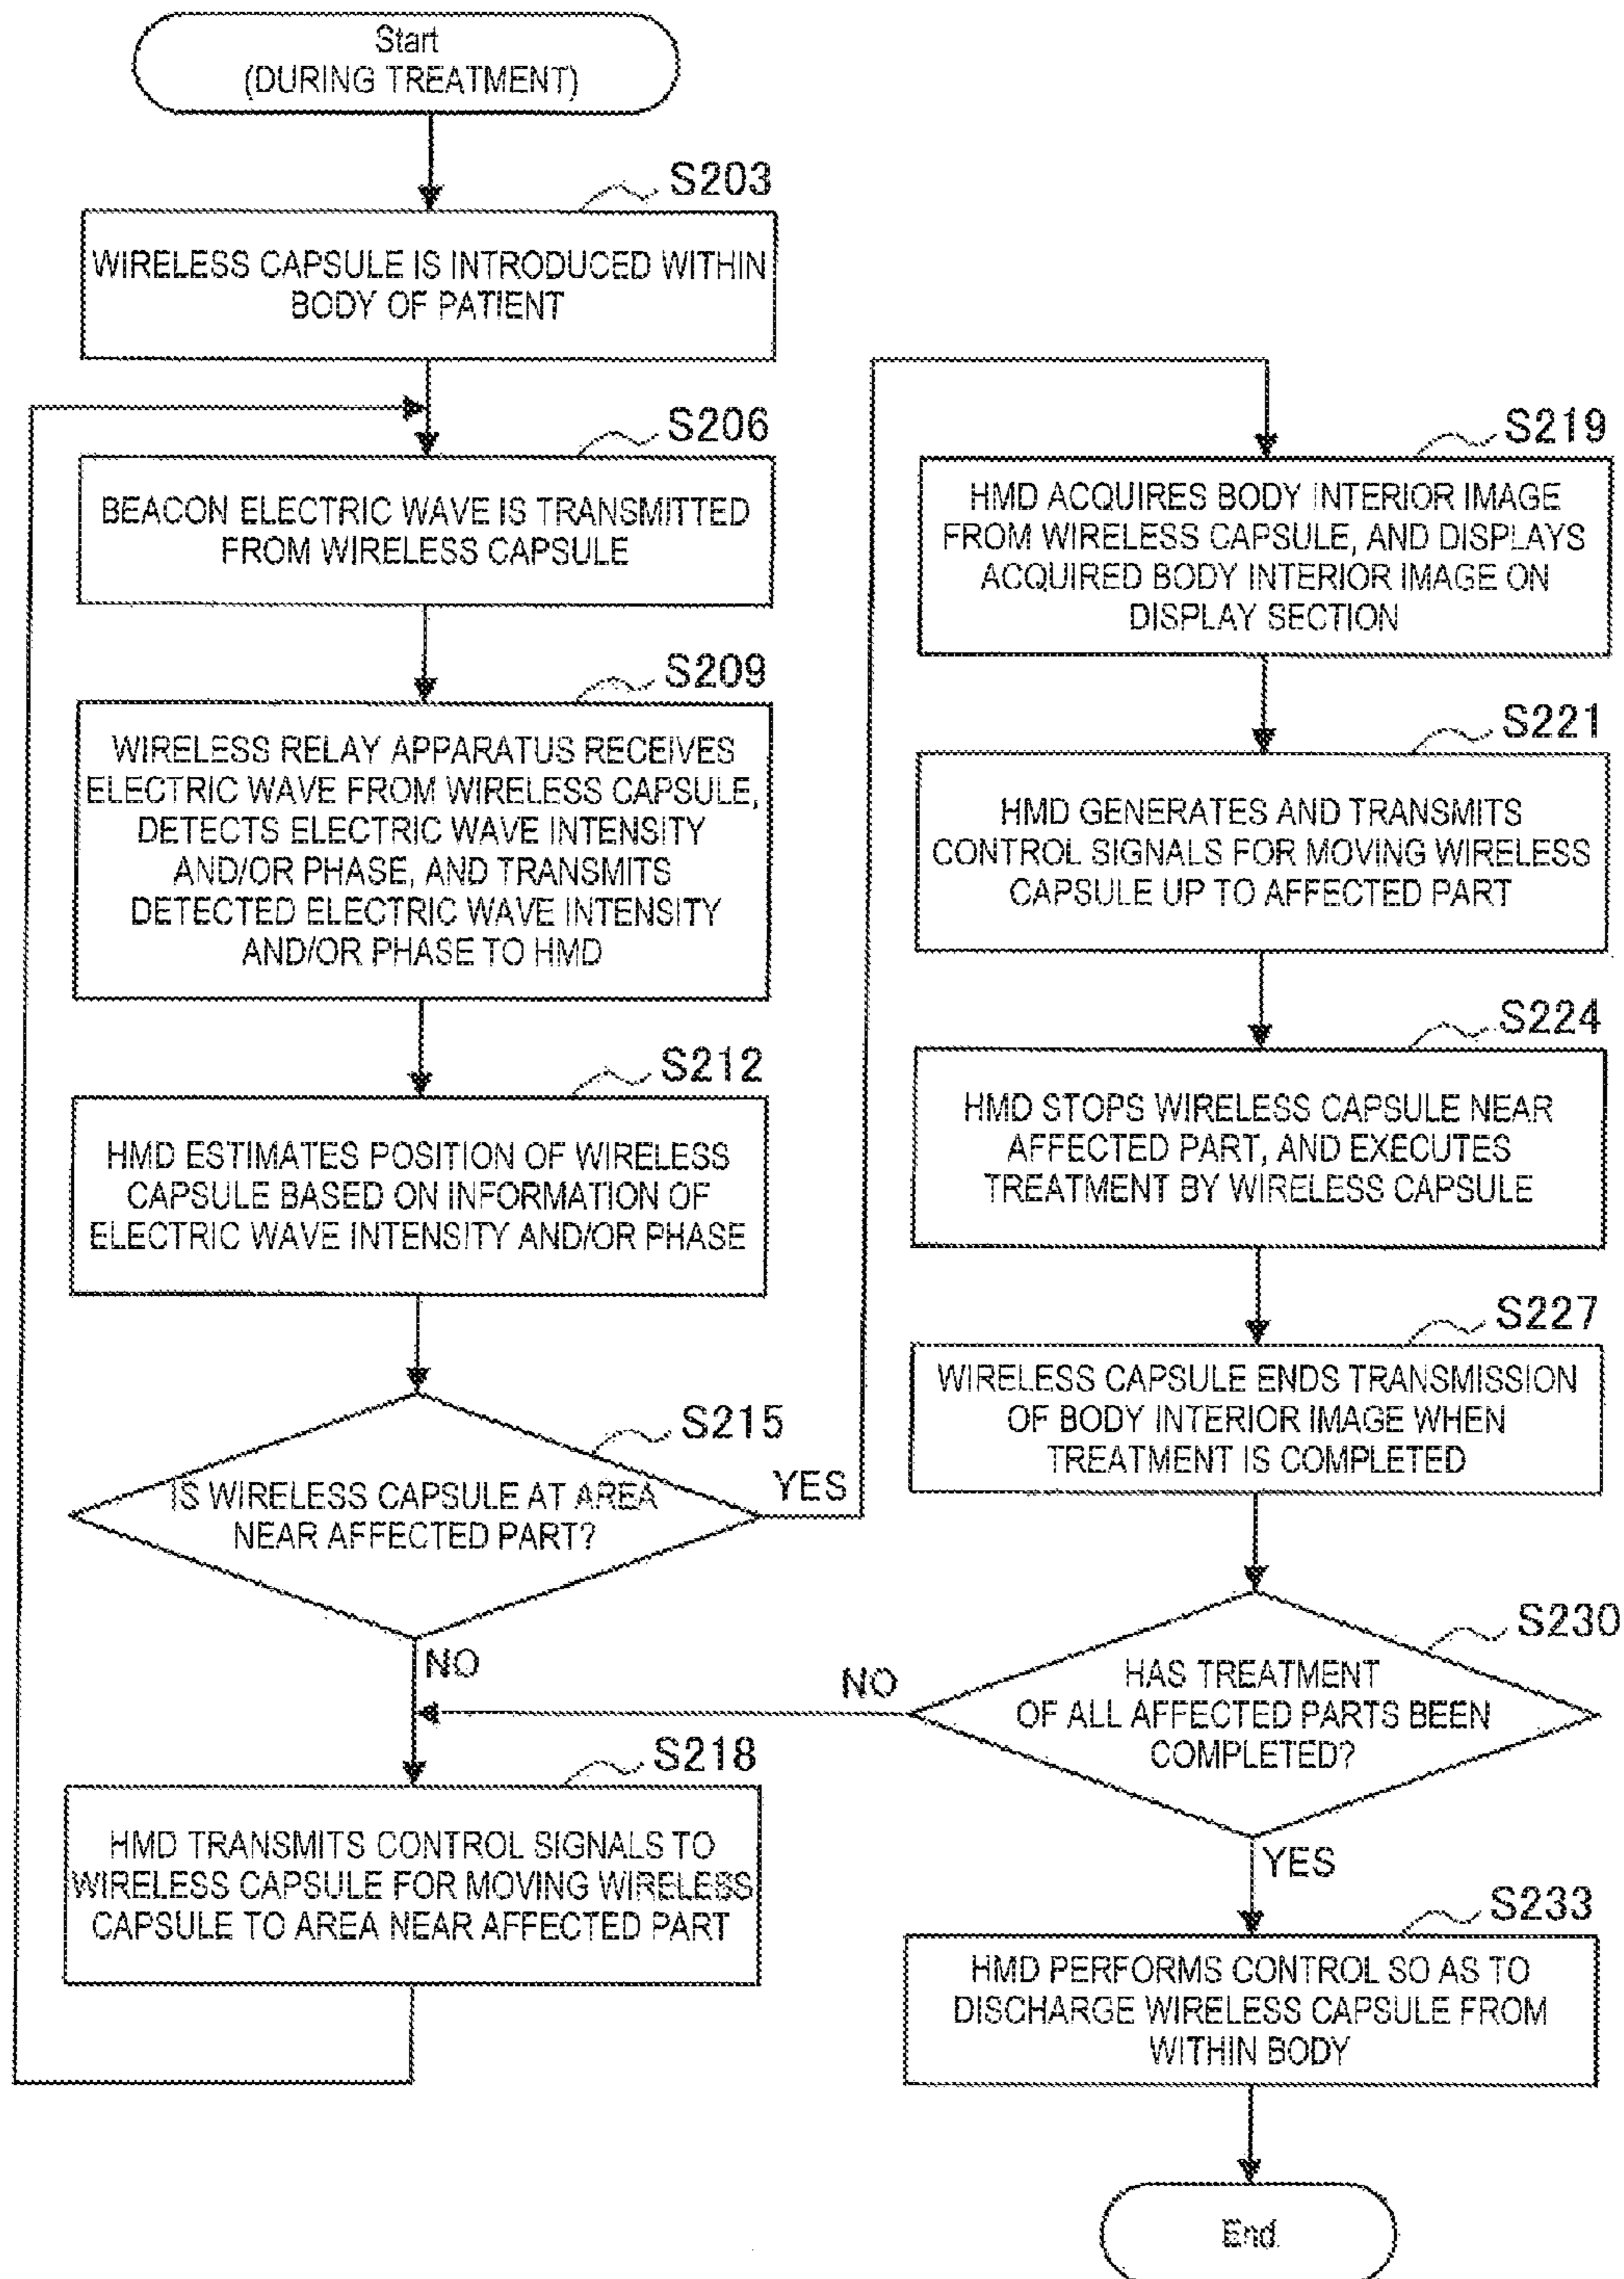 Start
(DURING TREATMENT)
S203
WIRELESS CAPSULE IS INTRODUCED WITHIN
BODY OF PATIENT
S206
BEACON ELECTRIC WAVE IS TRANSMITTED
FROM WIRELESS CAPSULE
S209
WIRELESS RELAY APPARATUS RECEIVES
ELECTRIC WAVE FROM WIRELESS CAPSULE,
DETECTS ELECTRIC WAVE INTENSITY
AND/OR PHASE, AND TRANSMITS
DETECTED ELECTRIC WAVE INTENSITY
AND/OR PHASE TO HMD
S212
HMD ESTIMATES POSITION OF WIRELESS
CAPSULE BASED ON INFORMATION OF
ELECTRIC WAVE INTENSITY AND/OR PHASE
S215
IS WIRELESS CAPSULE AT AREA
NEAR AFFECTED PART?
YES
NO
S218
HMD TRANSMITS CONTROL SIGNALS TO
WIRELESS CAPSULE FOR MOVING WIRELESS
CAPSULE TO AREA NEAR AFFECTED PART
S219
HMD ACQUIRES BODY INTERIOR IMAGE
FROM WIRELESS CAPSULE, AND DISPLAYS
ACQUIRED BODY INTERIOR IMAGE ON
DISPLAY SECTION
S221
HMD GENERATES AND TRANSMITS
CONTROL SIGNALS FOR MOVING WIRELESS
CAPSULE UP TO AFFECTED PART
S224
HMD STOPS WIRELESS CAPSULE NEAR
AFFECTED PART, AND EXECUTES
TREATMENT BY WIRELESS CAPSULE
S227
WIRELESS CAPSULE ENDS TRANSMISSION
OF BODY INTERIOR IMAGE WHEN
TREATMENT IS COMPLETED
S230
HAS TREATMENT
OF ALL AFFECTED PARTS BEEN
COMPLETED?
NO
YES
S233
HMD PERFORMS CONTROL SO AS TO
DISCHARGE WIRELESS CAPSULE FROM
WITHIN BODY
End